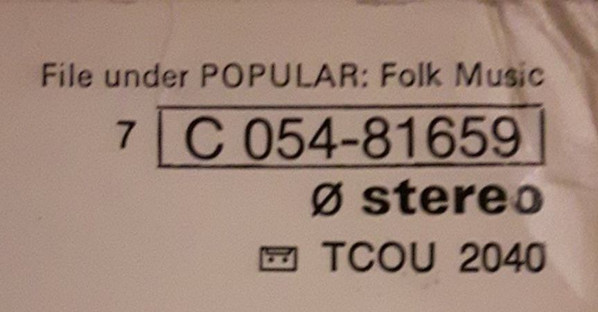 File under POPULAR: Folk Music
7 C 054-81659
Ø stereo
TCOU 2040